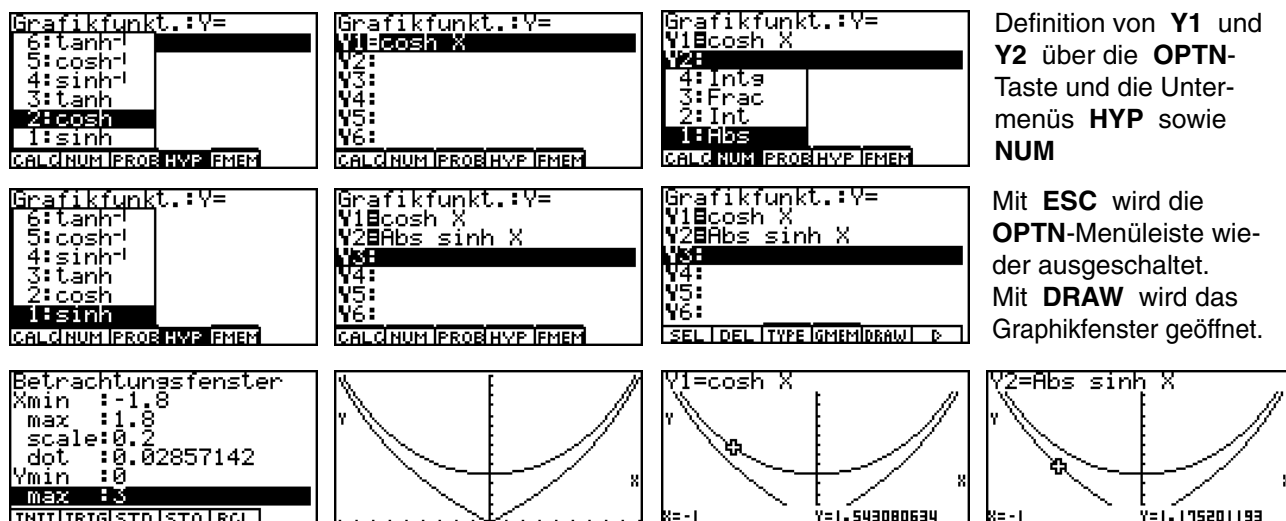 Grafikfunkt.:Y=
6:tanh⁻¹
5:cosh⁻¹
4:sinh⁻¹
3:tanh
2:cosh
1:sinh
CALC NUM PROB HYP FMEM
Grafikfunkt.:Y=
Y1=cosh X
Y2:
Y3:
Y4:
Y5:
Y6:
CALC NUM PROB HYP FMEM
Grafikfunkt.:Y=
Y1=cosh X
Y2:
4:Intg
3:Frac
2:Int
1:Abs
CALC NUM PROB HYP FMEM
Definition von Y1 und
Y2 über die OPTN-
Taste und die Unter-
menüs HYP sowie
NUM
Grafikfunkt.:Y=
6:tanh⁻¹
5:cosh⁻¹
4:sinh⁻¹
3:tanh
2:cosh
1:sinh
CALC NUM PROB HYP FMEM
Grafikfunkt.:Y=
Y1=cosh X
Y2=Abs sinh X
Y3:
Y4:
Y5:
Y6:
CALC NUM PROB HYP FMEM
Grafikfunkt.:Y=
Y1=cosh X
Y2=Abs sinh X
Y3:
Y4:
Y5:
Y6:
SEL DEL TYPE GMEM DRAW ▷
Mit ESC wird die
OPTN-Menüleiste wie-
der ausgeschaltet.
Mit DRAW wird das
Graphikfenster geöffnet.
Betrachtungsfenster
Xmin :-1.8
max :1.8
scale:0.2
dot :0.02857142
Ymin :0
max :3
INIT TRIG STD STO RCL
Y
X
Y1=cosh X
Y
X
X=-1 Y=1.543080634
Y2=Abs sinh X
Y
X=-1 Y=1.175201193